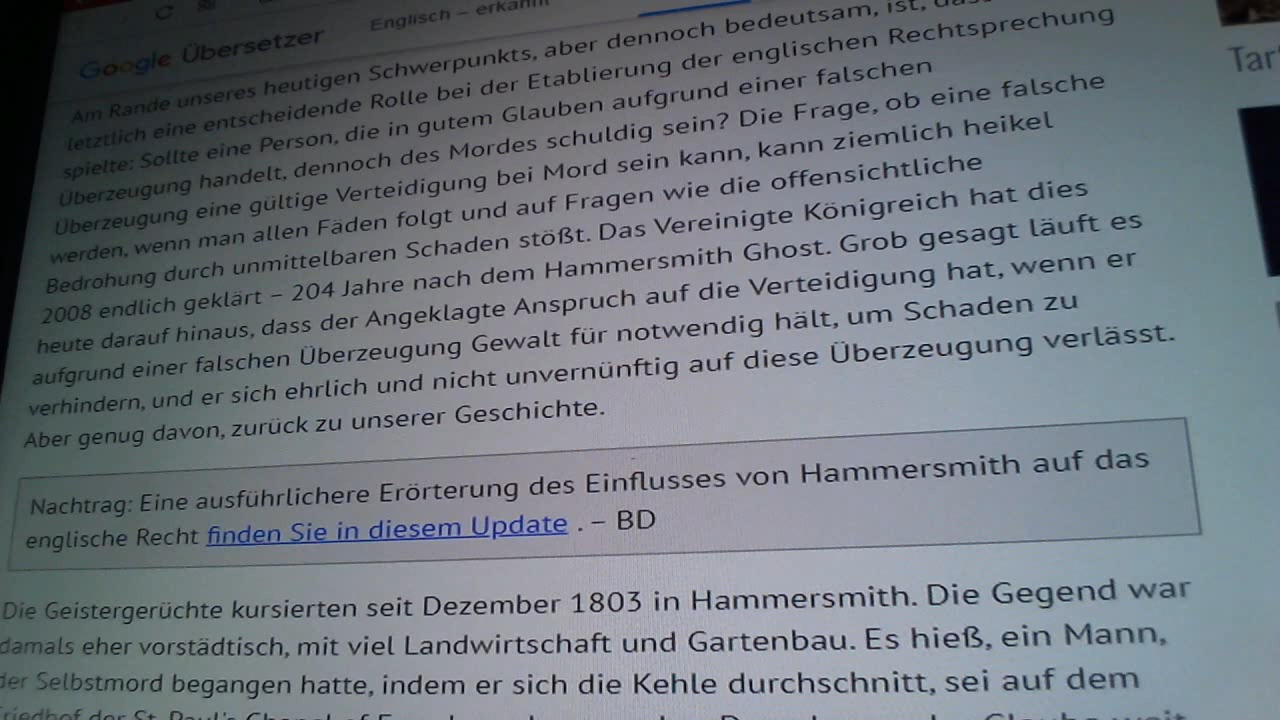 Google Übersetzer
Englisch – erkannt
Am Rande unseres heutigen Schwerpunkts, aber dennoch bedeutsam, ist,
letztlich eine entscheidende Rolle bei der Etablierung der englischen Rechtsprechung
spielte: Sollte eine Person, die in gutem Glauben aufgrund einer falschen
Überzeugung handelt, dennoch des Mordes schuldig sein? Die Frage, ob eine falsche
Überzeugung eine gültige Verteidigung bei Mord sein kann, kann ziemlich heikel
werden, wenn man allen Fäden folgt und auf Fragen wie die offensichtliche
Bedrohung durch unmittelbaren Schaden stößt. Das Vereinigte Königreich hat dies
2008 endlich geklärt – 204 Jahre nach dem Hammersmith Ghost. Grob gesagt läuft es
heute darauf hinaus, dass der Angeklagte Anspruch auf die Verteidigung hat, wenn er
aufgrund einer falschen Überzeugung Gewalt für notwendig hält, um Schaden zu
verhindern, und er sich ehrlich und nicht unvernünftig auf diese Überzeugung verlässt.
Aber genug davon, zurück zu unserer Geschichte.
Nachtrag: Eine ausführlichere Erörterung des Einflusses von Hammersmith auf das
englische Recht finden Sie in diesem Update . – BD
Die Geistergerüchte kursierten seit Dezember 1803 in Hammersmith. Die Gegend war
damals eher vorstädtisch, mit viel Landwirtschaft und Gartenbau. Es hieß, ein Mann,
der Selbstmord begangen hatte, indem er sich die Kehle durchschnitt, sei auf dem
Friedhof der St. Paul's Chapel of